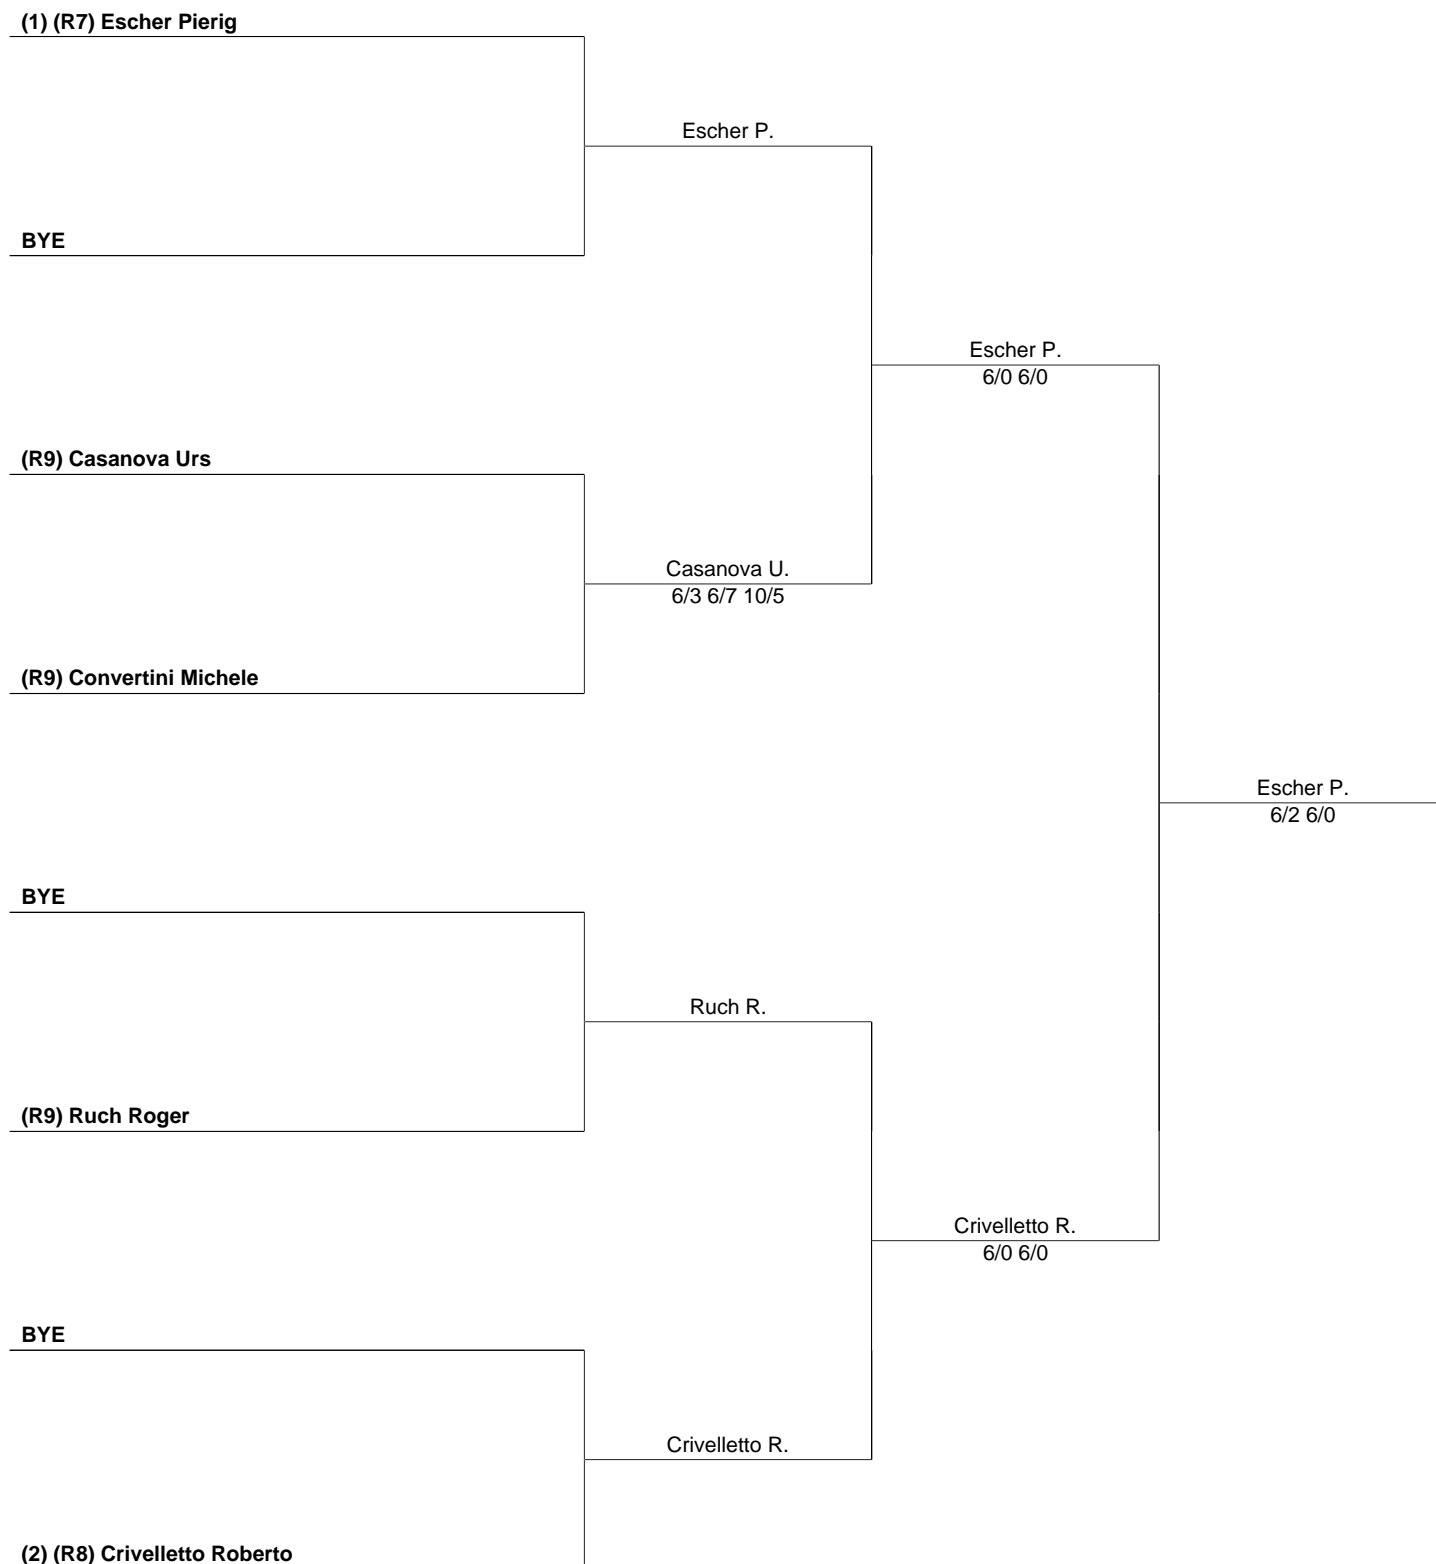 (1) (R7) Escher Pierig
Escher P.
BYE
Escher P.
6/0 6/0
(R9) Casanova Urs
Casanova U.
6/3 6/7 10/5
(R9) Convertini Michele
Escher P.
6/2 6/0
BYE
Ruch R.
(R9) Ruch Roger
Crivelletto R.
6/0 6/0
BYE
Crivelletto R.
(2) (R8) Crivelletto Roberto